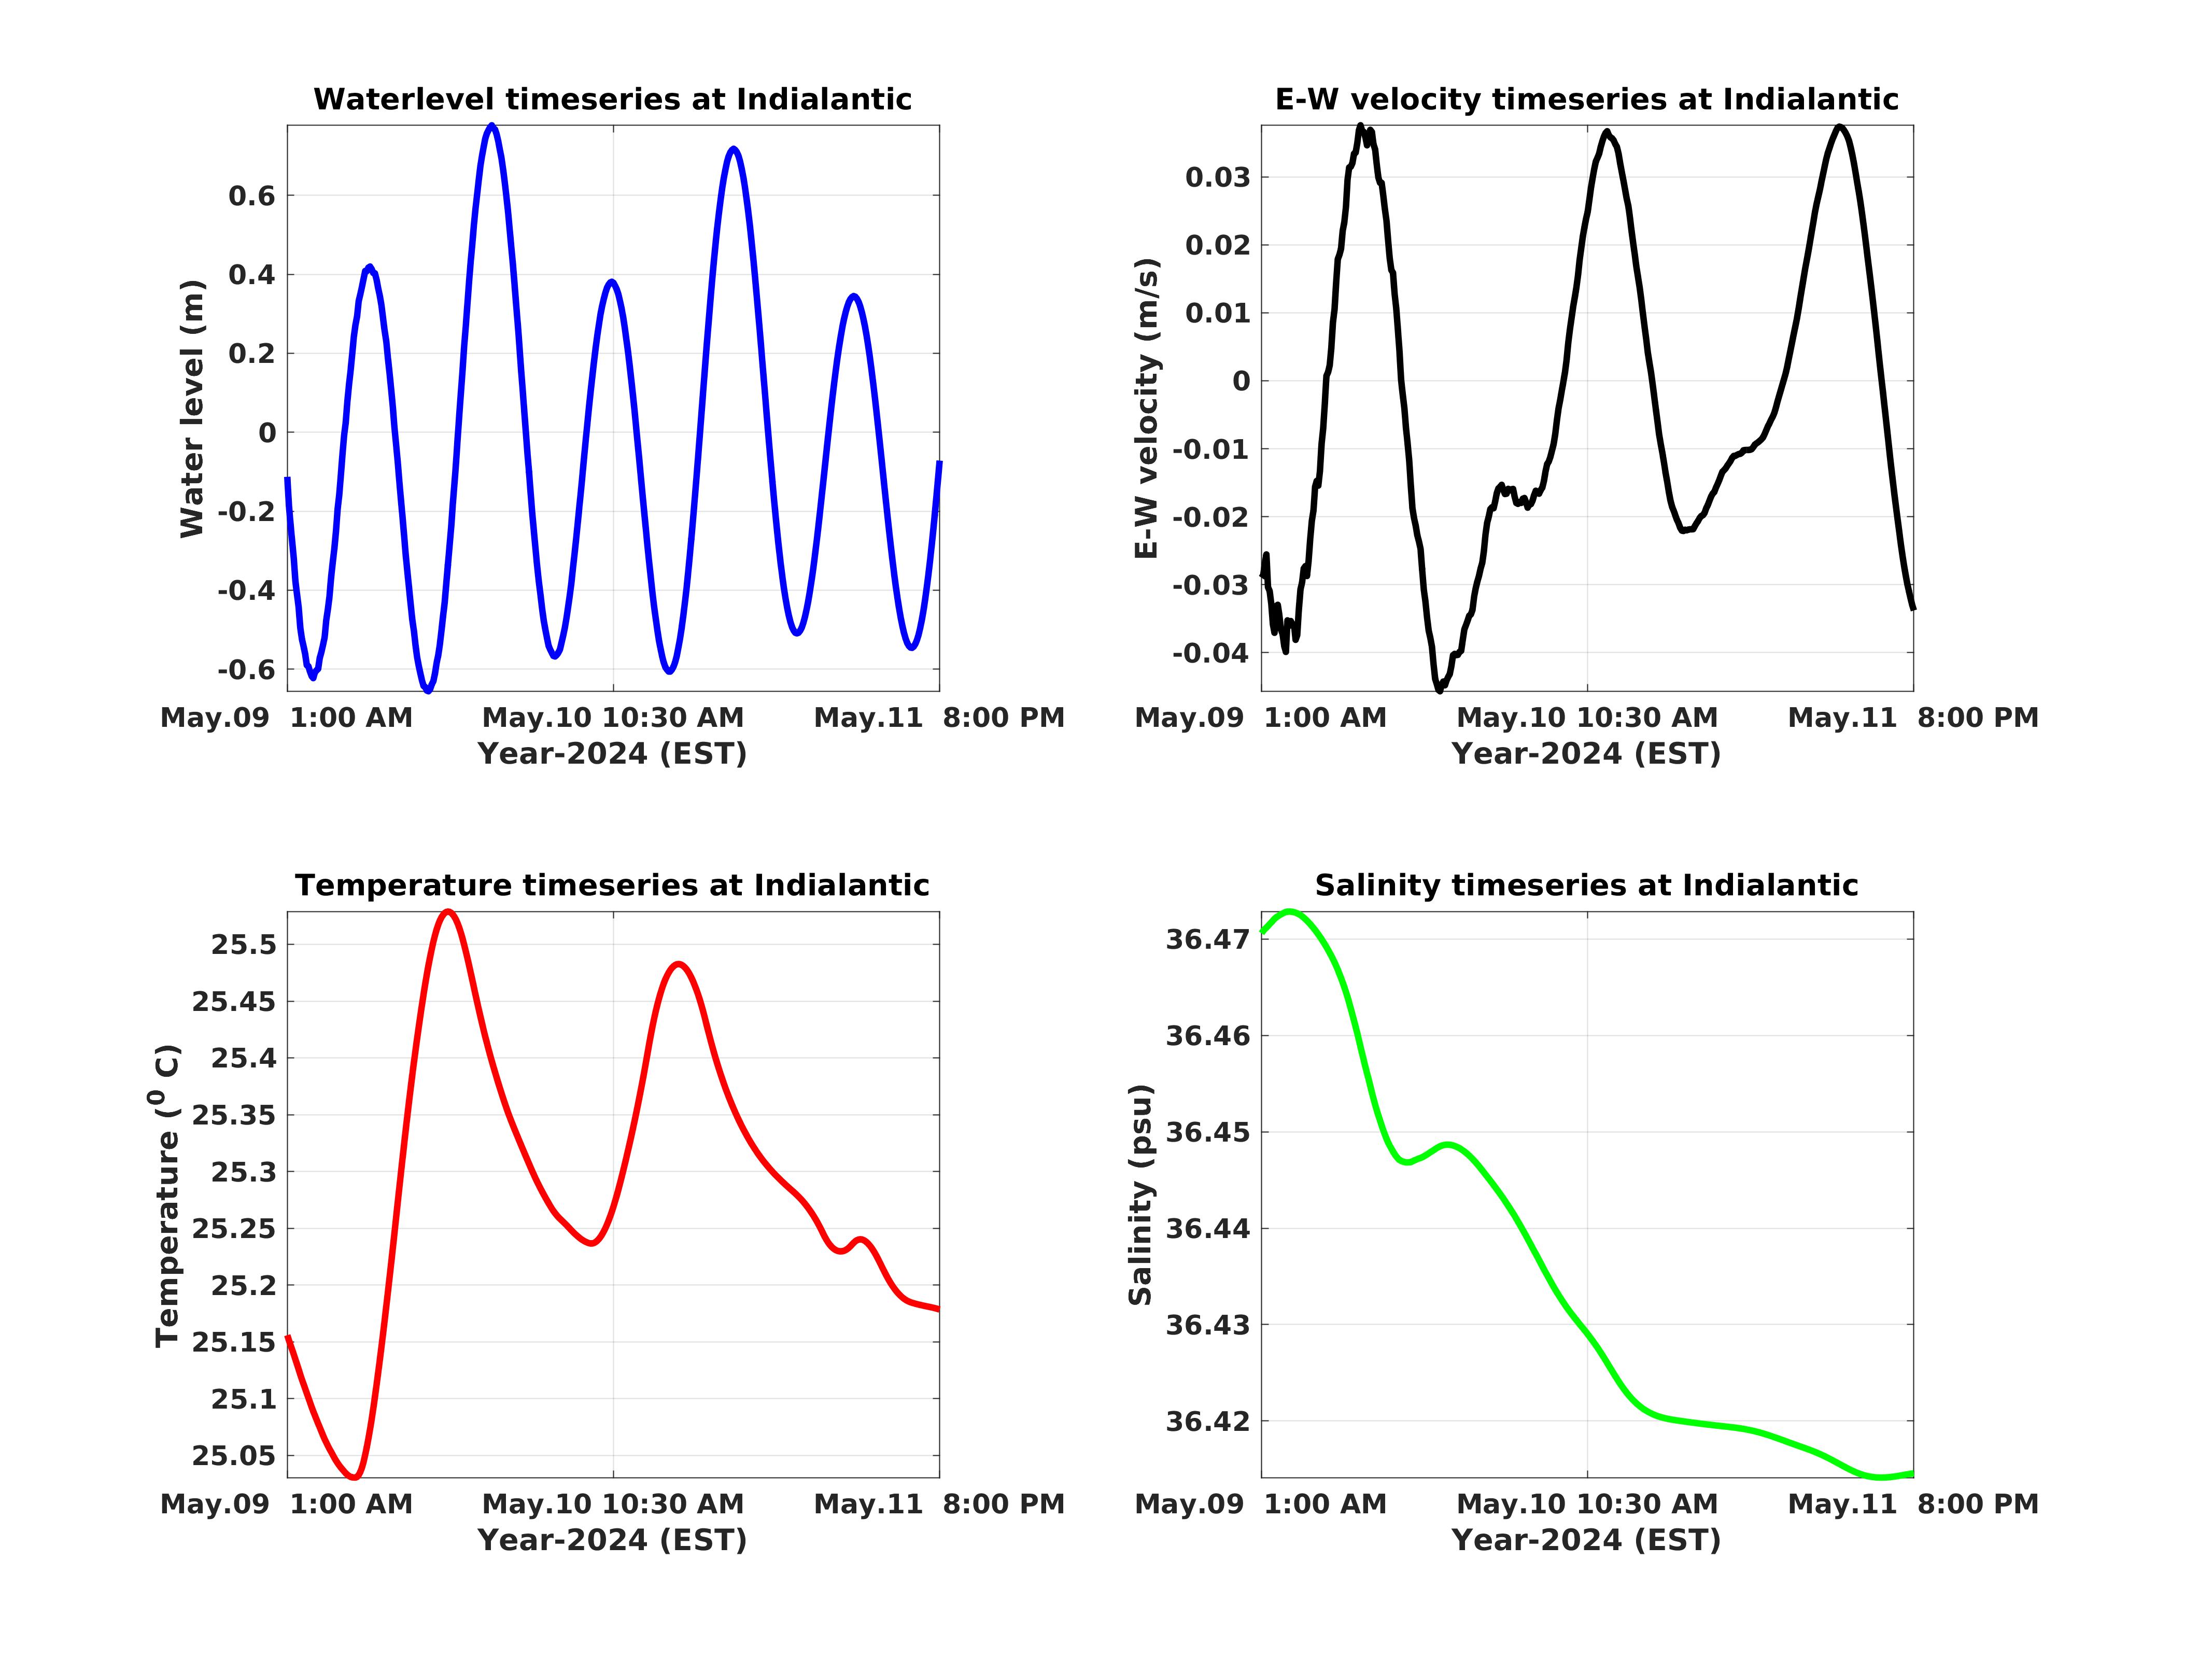 Waterlevel timeseries at Indialantic
0.6
0.4
0.2
0
-0.2
-0.4
-0.6
Water level (m)
May.09 1:00 AM
May.10 10:30 AM
May.11 8:00 PM
Year-2024 (EST)
E-W velocity timeseries at Indialantic
0.03
0.02
0.01
0
-0.01
-0.02
-0.03
-0.04
E-W velocity (m/s)
May.09 1:00 AM
May.10 10:30 AM
May.11 8:00 PM
Year-2024 (EST)
Temperature timeseries at Indialantic
25.5
25.45
25.4
25.35
25.3
25.25
25.2
25.15
25.1
25.05
Temperature (⁰ C)
May.09 1:00 AM
May.10 10:30 AM
May.11 8:00 PM
Year-2024 (EST)
Salinity timeseries at Indialantic
36.47
36.46
36.45
36.44
36.43
36.42
Salinity (psu)
May.09 1:00 AM
May.10 10:30 AM
May.11 8:00 PM
Year-2024 (EST)